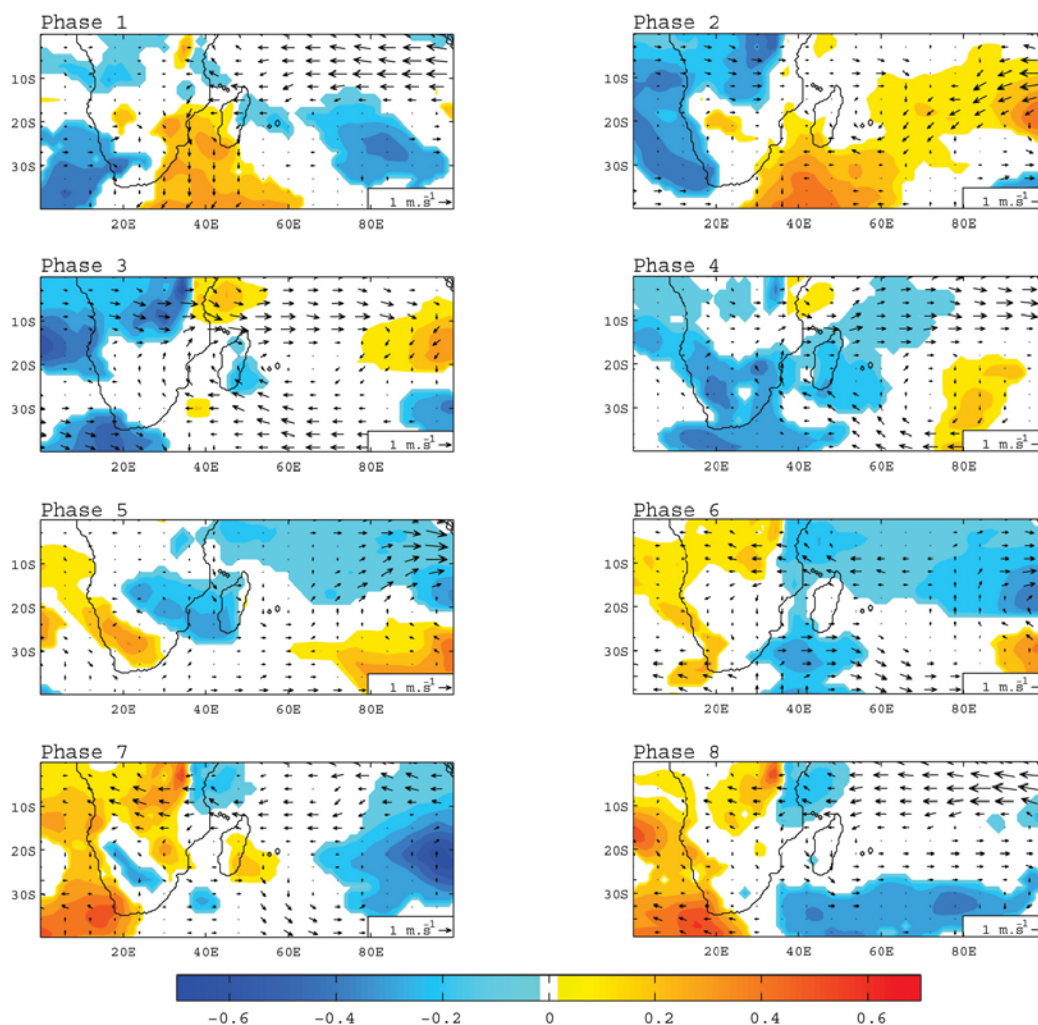 Phase 1
Phase 2
10S
20S
30S
20E 40E 60E 80E
1 m.s⁻¹
10S
20S
30S
20E 40E 60E 80E
1 m.s⁻¹
Phase 3
Phase 4
10S
20S
30S
20E 40E 60E 80E
1 m.s⁻¹
10S
20S
30S
20E 40E 60E 80E
1 m.s⁻¹
Phase 5
Phase 6
10S
20S
30S
20E 40E 60E 80E
1 m.s⁻¹
10S
20S
30S
20E 40E 60E 80E
1 m.s⁻¹
Phase 7
Phase 8
10S
20S
30S
20E 40E 60E 80E
1 m.s⁻¹
10S
20S
30S
20E 40E 60E 80E
1 m.s⁻¹
−0.6 −0.4 −0.2 0 0.2 0.4 0.6